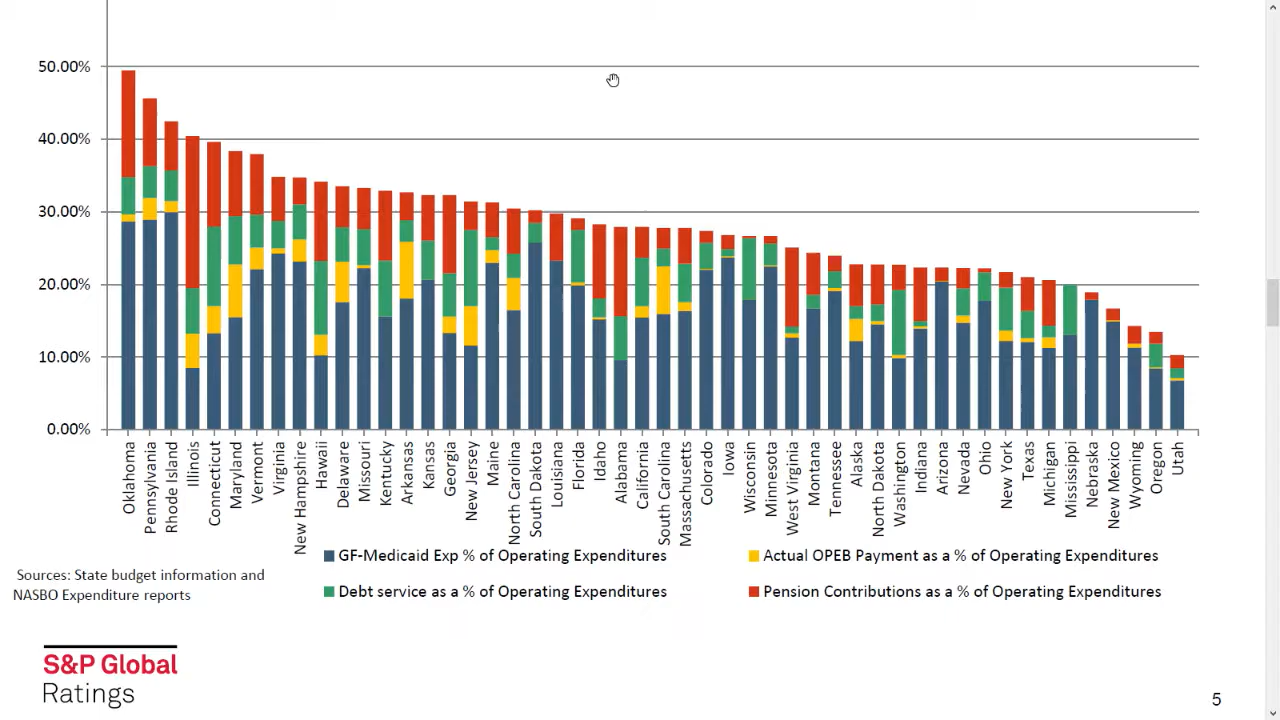 50.00%
40.00%
30.00%
20.00%
10.00%
0.00%
Oklahoma
Pennsylvania
Rhode Island
Illinois
Connecticut
Maryland
Vermont
Virginia
New Hampshire
Hawaii
Delaware
Missouri
Kentucky
Arkansas
Kansas
Georgia
New Jersey
Maine
North Carolina
South Dakota
Louisiana
Florida
Idaho
Alabama
California
South Carolina
Massachusetts
Colorado
Iowa
Wisconsin
Minnesota
West Virginia
Montana
Tennessee
Alaska
North Dakota
Washington
Indiana
Arizona
Nevada
Ohio
New York
Texas
Michigan
Mississippi
Nebraska
New Mexico
Wyoming
Oregon
Utah
GF-Medicaid Exp % of Operating Expenditures
Actual OPEB Payment as a % of Operating Expenditures
Debt service as a % of Operating Expenditures
Pension Contributions as a % of Operating Expenditures
Sources: State budget information and
NASBO Expenditure reports
S&P Global
Ratings
5